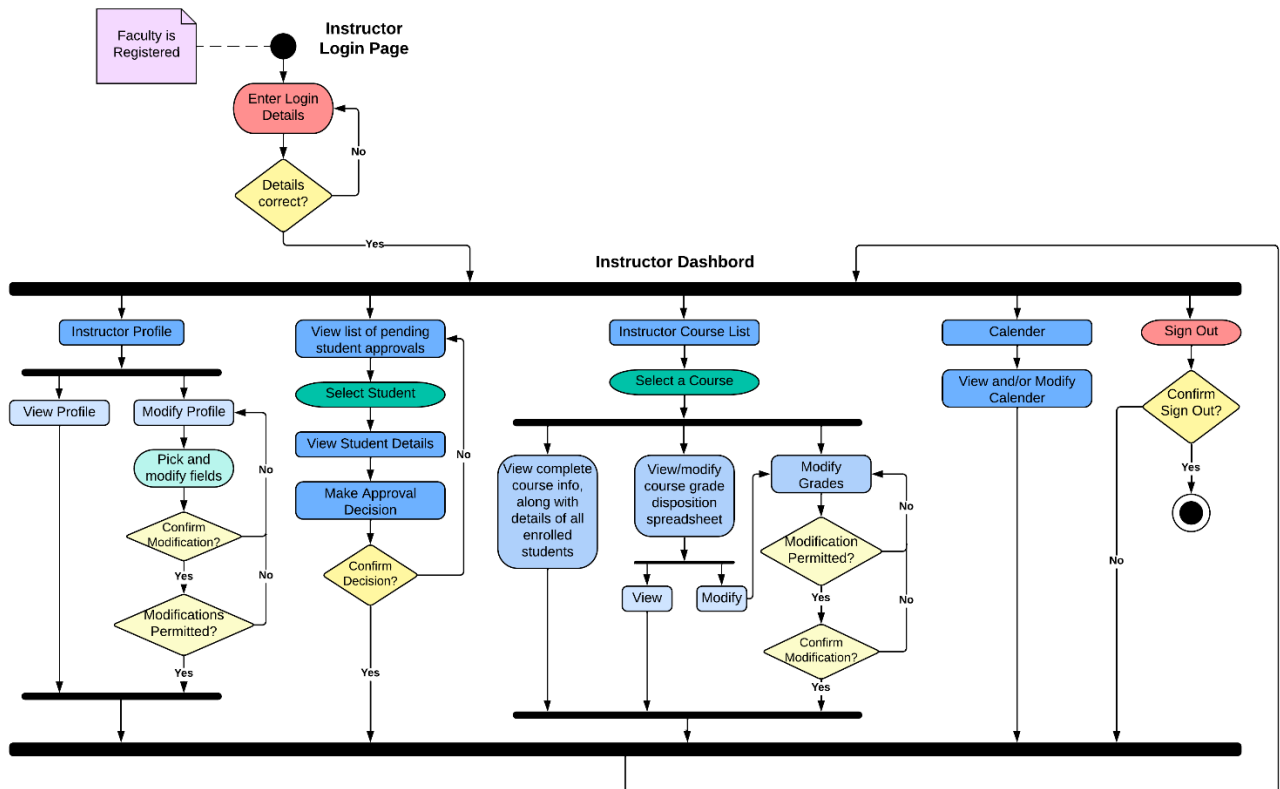 Faculty is
Registered
Instructor
Login Page
Enter Login
Details
No
Details
correct?
Yes
Instructor Dashbord
Instructor Profile
View Profile
Modify Profile
Pick and
modify fields
No
Confirm
Modification?
Yes
No
Modifications
Permitted?
Yes
View list of pending
student approvals
Select Student
View Student Details
No
Make Approval
Decision
Confirm
Decision?
Yes
Instructor Course List
Select a Course
View complete
course info,
along with
details of all
enrolled
students
View/modify
course grade
disposition
spreadsheet
View
Modify
Modify
Grades
No
Modification
Permitted?
Yes
No
Confirm
Modification?
Yes
Calender
View and/or Modify
Calender
Sign Out
Confirm
Sign Out?
Yes
No